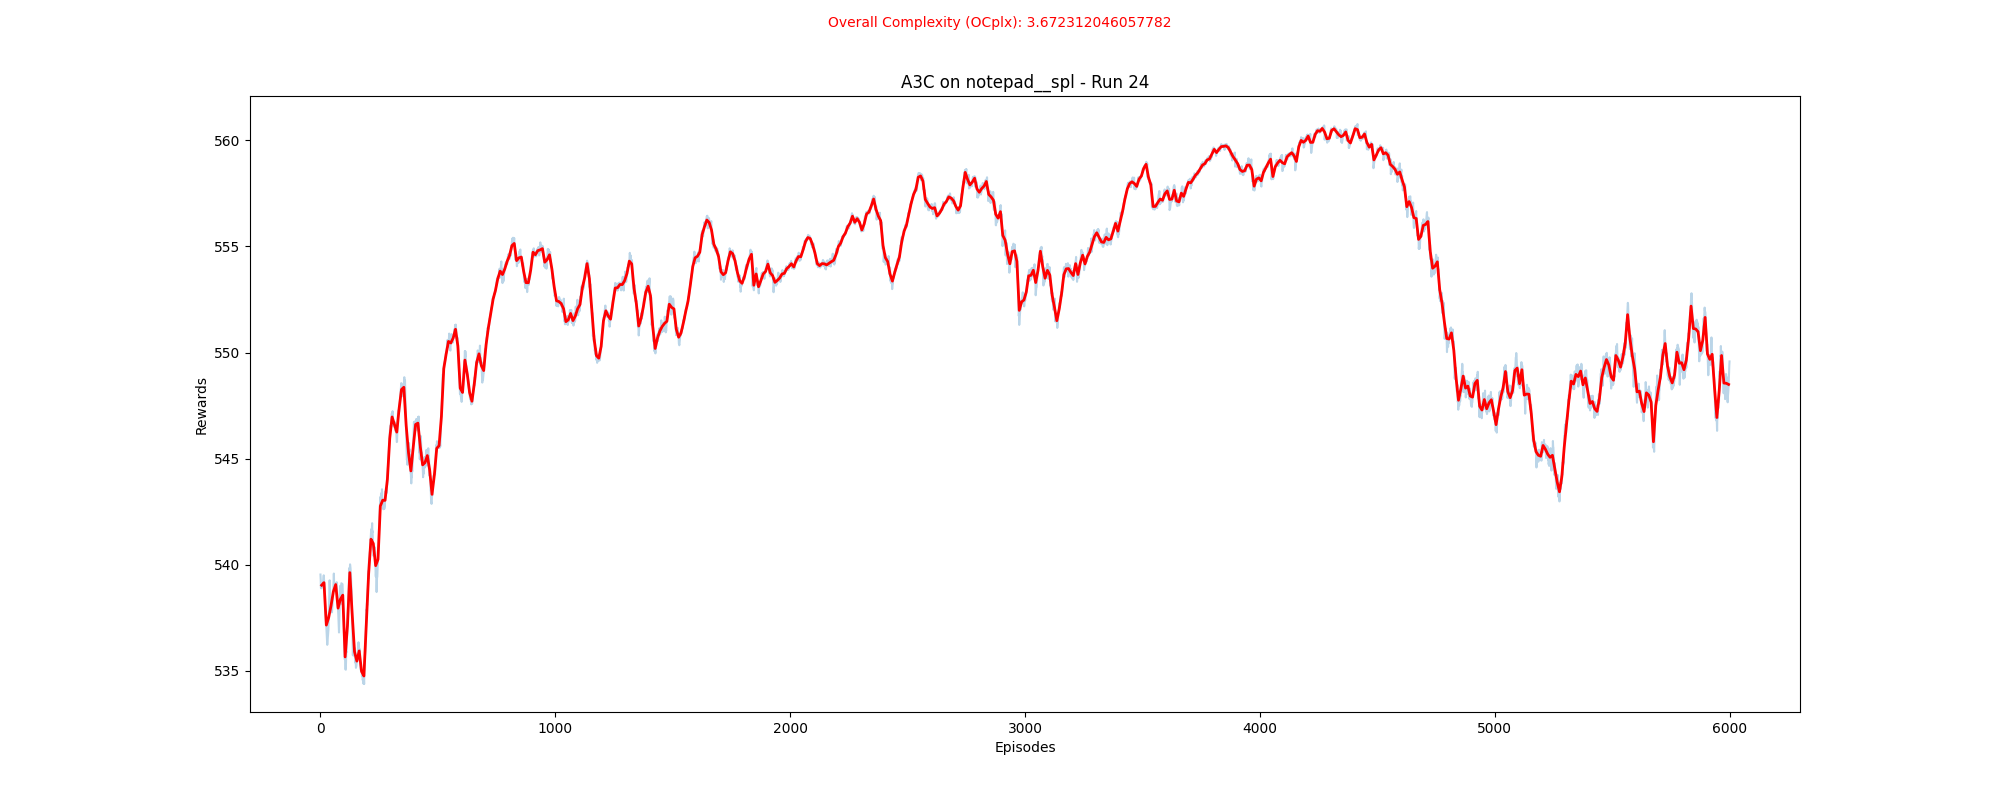 Overall Complexity (OCplx): 3.672312046057782
A3C on notepad__spl - Run 24
560
555
550
545
540
535
Rewards
0 1000 2000 3000 4000 5000 6000
Episodes